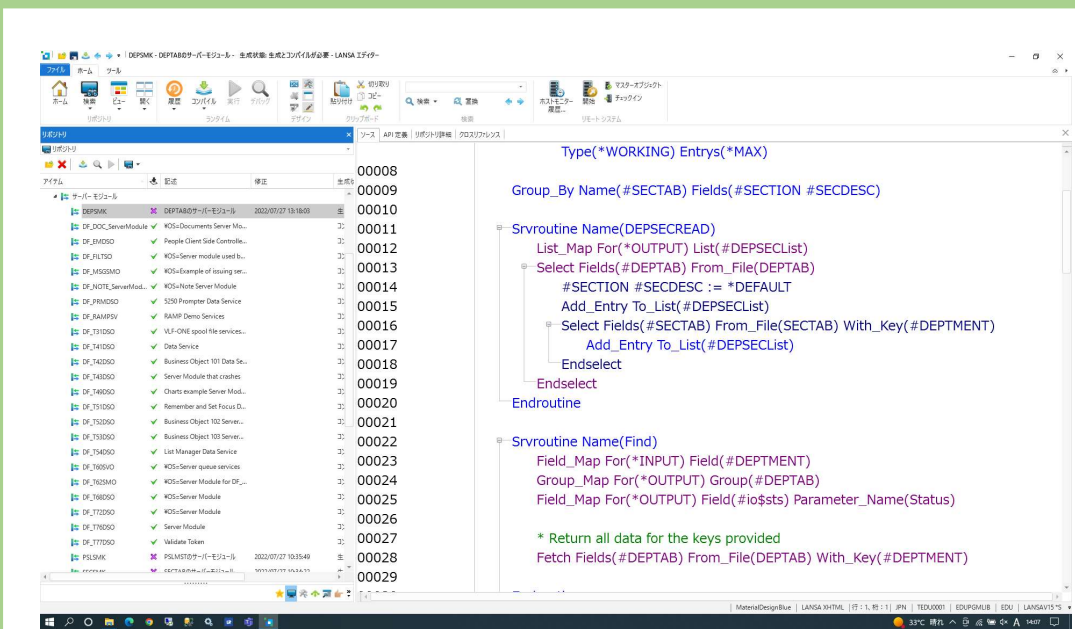 DEPSMK - DEPTABのサーバーモジュール - 生成状態: 生成とコンパイルが必要 - LANSA エディター
ファイル ホーム ツール
ホーム 検索 ビュー 開く 履歴 コンパイル 実行 デバッグ 貼り付け 切り取り コピー 検索 置換 ホストモニター 履歴... 開始 マスターオブジェクト チェックイン
リポジトリ ランタイム デザイン クリップボード 検索 リモートシステム
リポジトリ ソース API 定義 リポジトリ詳細 クロスリファレンス
リポジトリ
アイテム 記述 修正
サーバー モジュール
DEPSMK DEPTABのサーバーモジュール 2022/07/27 13:18:03 生
DF_DOC_ServerModule ¥OS=Documents Server Mo...
DF_EMDSO People Client Side Controlle...
DF_FILTSO ¥OS=Server module used b...
DF_MSGSMO ¥OS=Example of issuing ser...
DF_NOTE_ServerMod... ¥OS=Note Server Module
DF_PRMDSO 5250 Prompter Data Service
DF_RAMPSV RAMP Demo Services
DF_T31DSO VLF-ONE spool file services...
DF_T41DSO Data Service
DF_T42DSO Business Object 101 Data Se...
DF_T43DSO Server Module that crashes
DF_T49DSO Charts example Server Mod...
DF_T51DSO Remember and Set Focus D...
DF_T52DSO Business Object 102 Server...
DF_T53DSO Business Object 103 Server...
DF_T54DSO List Manager Data Service
DF_T60SVO ¥OS=Server queue services
DF_T62SMO ¥OS=Server Module for DF_...
DF_T68DSO ¥OS=Server Module
DF_T72DSO ¥OS=Server Module
DF_T76DSO Server Module
DF_T77DSO Validate Token
PSLSMK PSLMSTのサーバーモジュール 2022/07/27 10:35:49 生
Type(*WORKING) Entrys(*MAX)
00008
00009 Group_By Name(#SECTAB) Fields(#SECTION #SECDESC)
00010
00011 Srvroutine Name(DEPSECREAD)
00012 List_Map For(*OUTPUT) List(#DEPSECList)
00013 Select Fields(#DEPTAB) From_File(DEPTAB)
00014 #SECTION #SECDESC := *DEFAULT
00015 Add_Entry To_List(#DEPSECList)
00016 Select Fields(#SECTAB) From_File(SECTAB) With_Key(#DEPTMENT)
00017 Add_Entry To_List(#DEPSECList)
00018 Endselect
00019 Endselect
00020 Endroutine
00021
00022 Srvroutine Name(Find)
00023 Field_Map For(*INPUT) Field(#DEPTMENT)
00024 Group_Map For(*OUTPUT) Group(#DEPTAB)
00025 Field_Map For(*OUTPUT) Field(#io$sts) Parameter_Name(Status)
00026
00027 * Return all data for the keys provided
00028 Fetch Fields(#DEPTAB) From_File(DEPTAB) With_Key(#DEPTMENT)
00029
MaterialDesignBlue LANSA XHTML 行 : 1, 桁 : 1 JPN TEDU0001 EDUPGMLIB EDU LANSAV15 *S
33°C 晴れ A 14:07